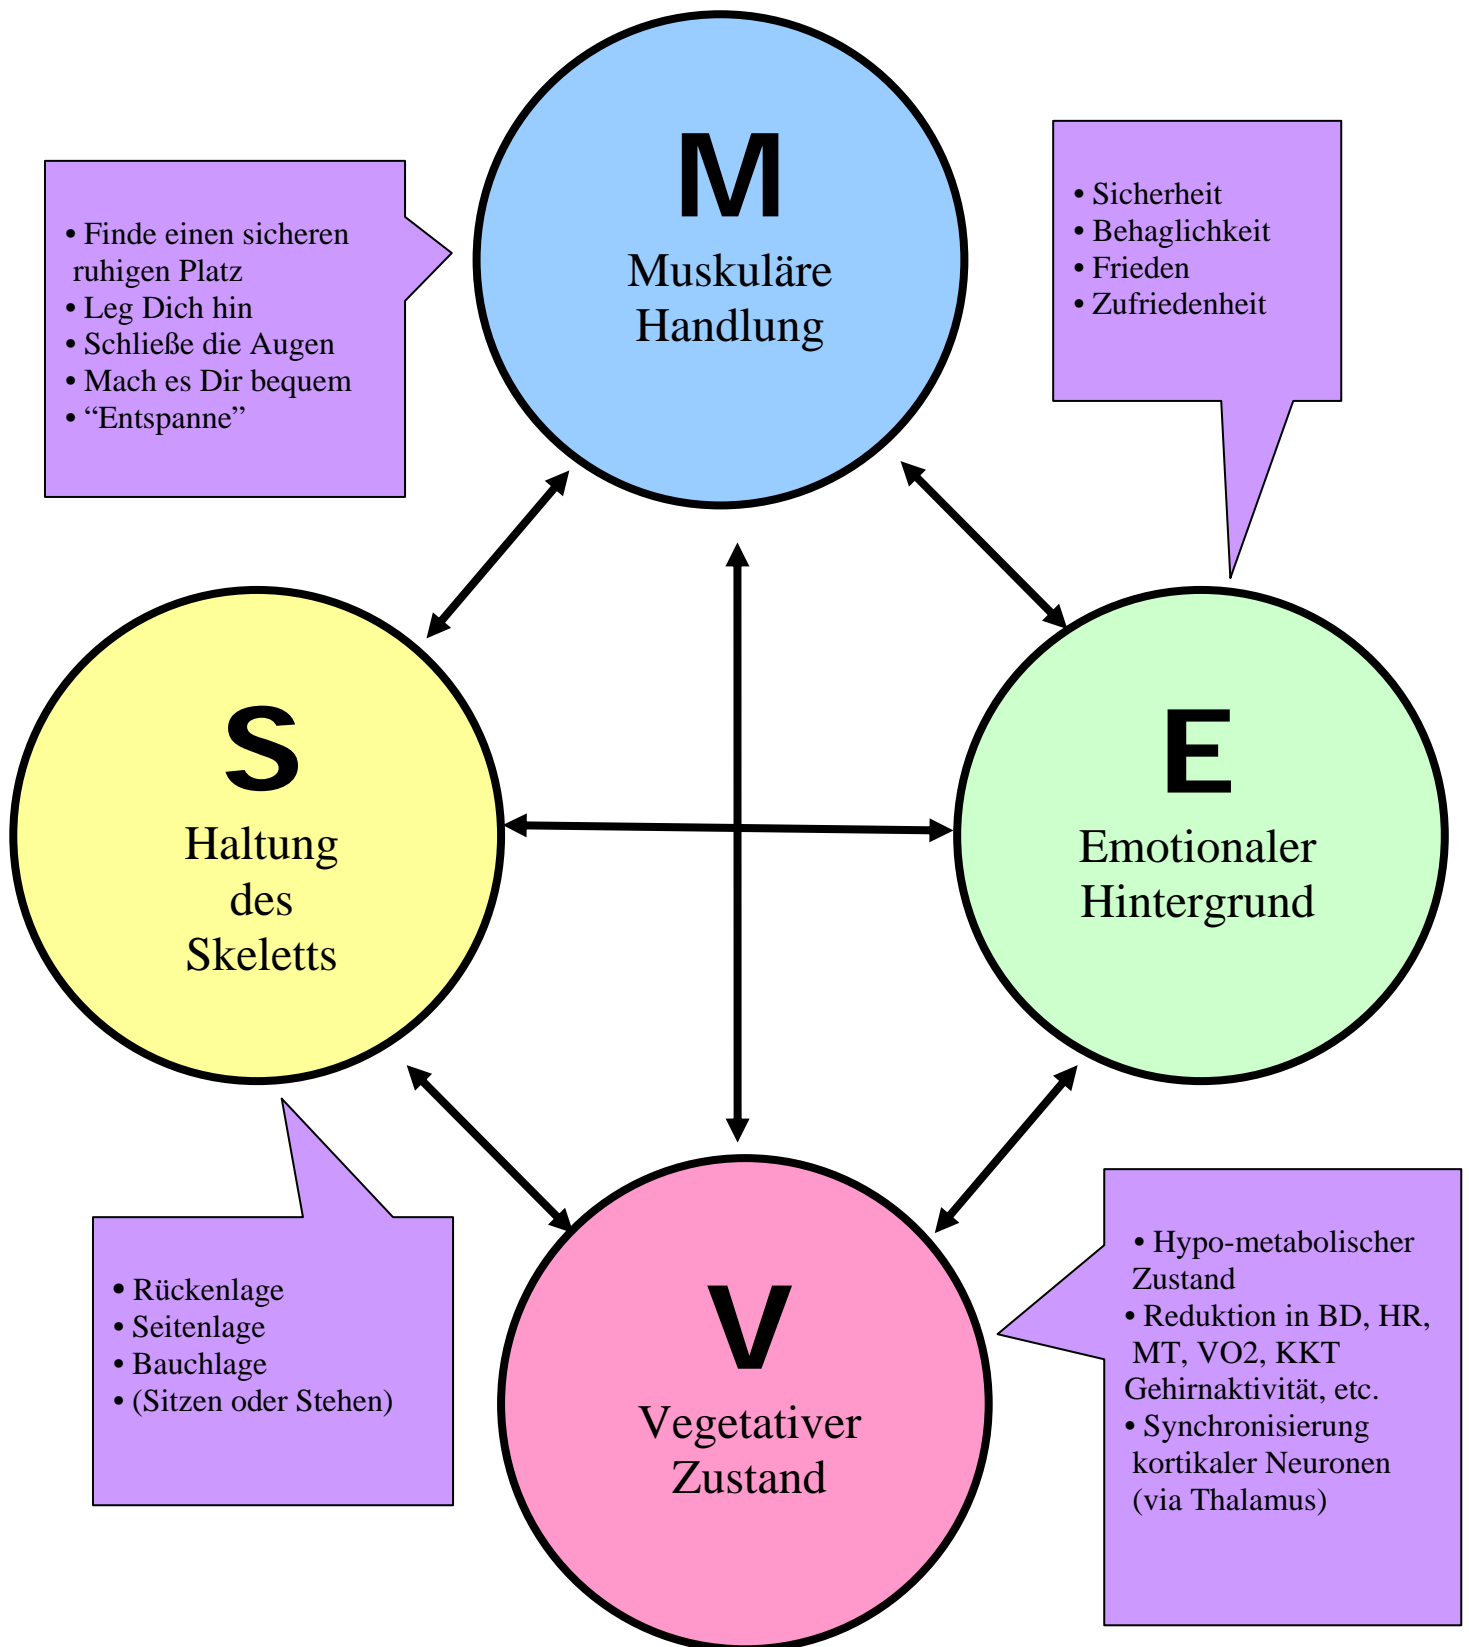 M
Muskuläre
Handlung
• Finde einen sicheren
ruhigen Platz
• Leg Dich hin
• Schließe die Augen
• Mach es Dir bequem
• “Entspanne”
• Sicherheit
• Behaglichkeit
• Frieden
• Zufriedenheit
S
Haltung
des
Skeletts
E
Emotionaler
Hintergrund
• Rückenlage
• Seitenlage
• Bauchlage
• (Sitzen oder Stehen)
V
Vegetativer
Zustand
• Hypo-metabolischer
Zustand
• Reduktion in BD, HR,
MT, VO2, KKT
Gehirnaktivität, etc.
• Synchronisierung
kortikaler Neuronen
(via Thalamus)